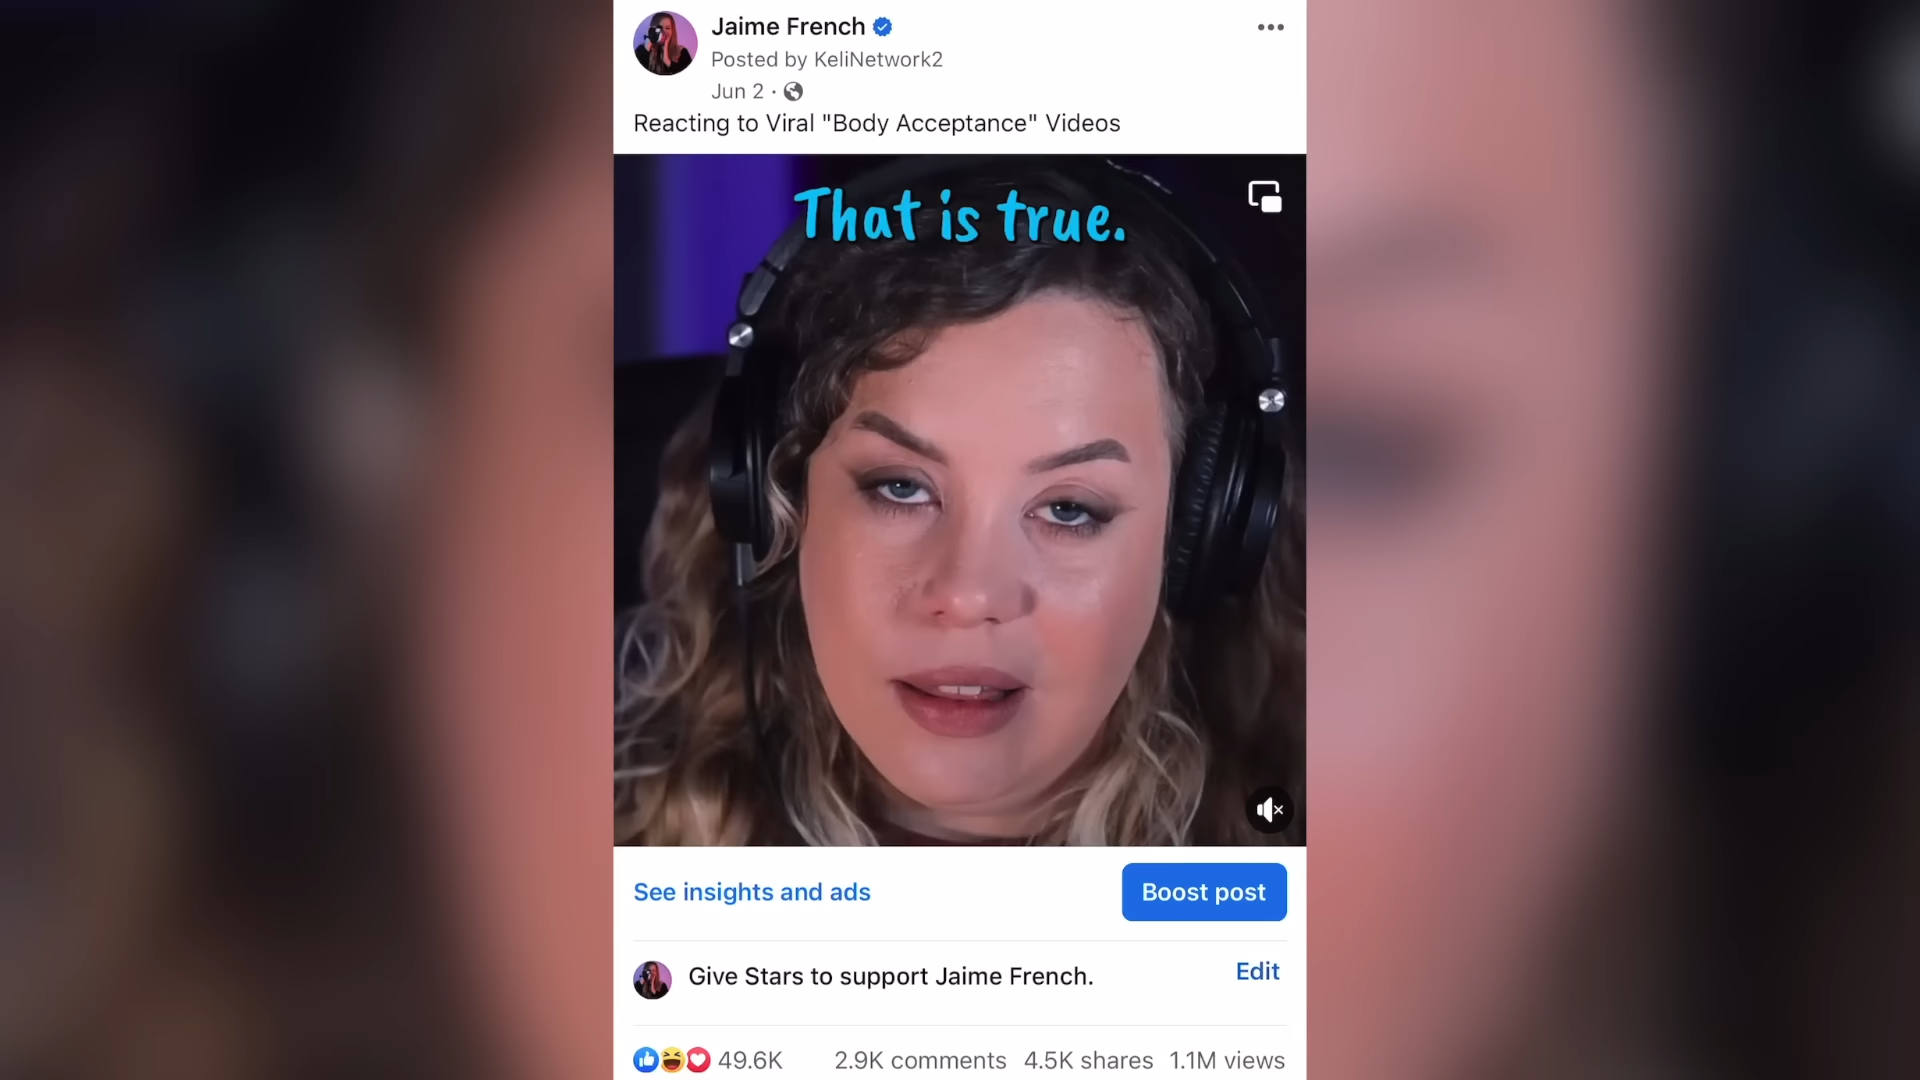 Jaime French
Posted by KeliNetwork2
Jun 2 ·
Reacting to Viral "Body Acceptance" Videos
That is true.
See insights and ads
Boost post
Give Stars to support Jaime French.
Edit
49.6K 2.9K comments 4.5K shares 1.1M views